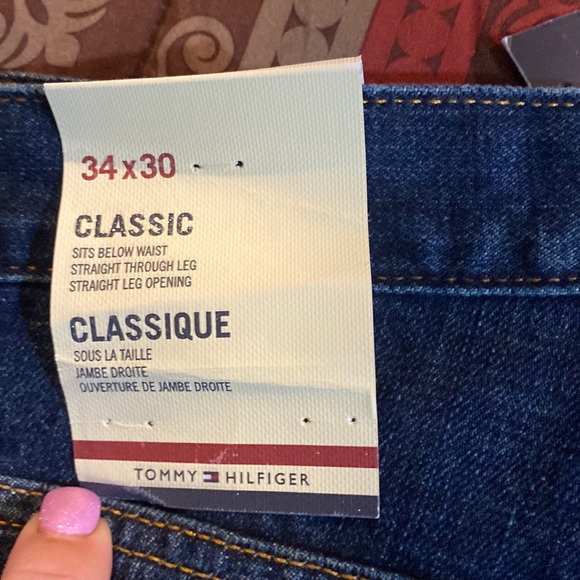 34x30
CLASSIC
SITS BELOW WAIST
STRAIGHT THROUGH LEG
STRAIGHT LEG OPENING
CLASSIQUE
SOUS LA TAILLE
JAMBE DROITE
OUVERTURE DE JAMBE DROITE
TOMMY HILFIGER